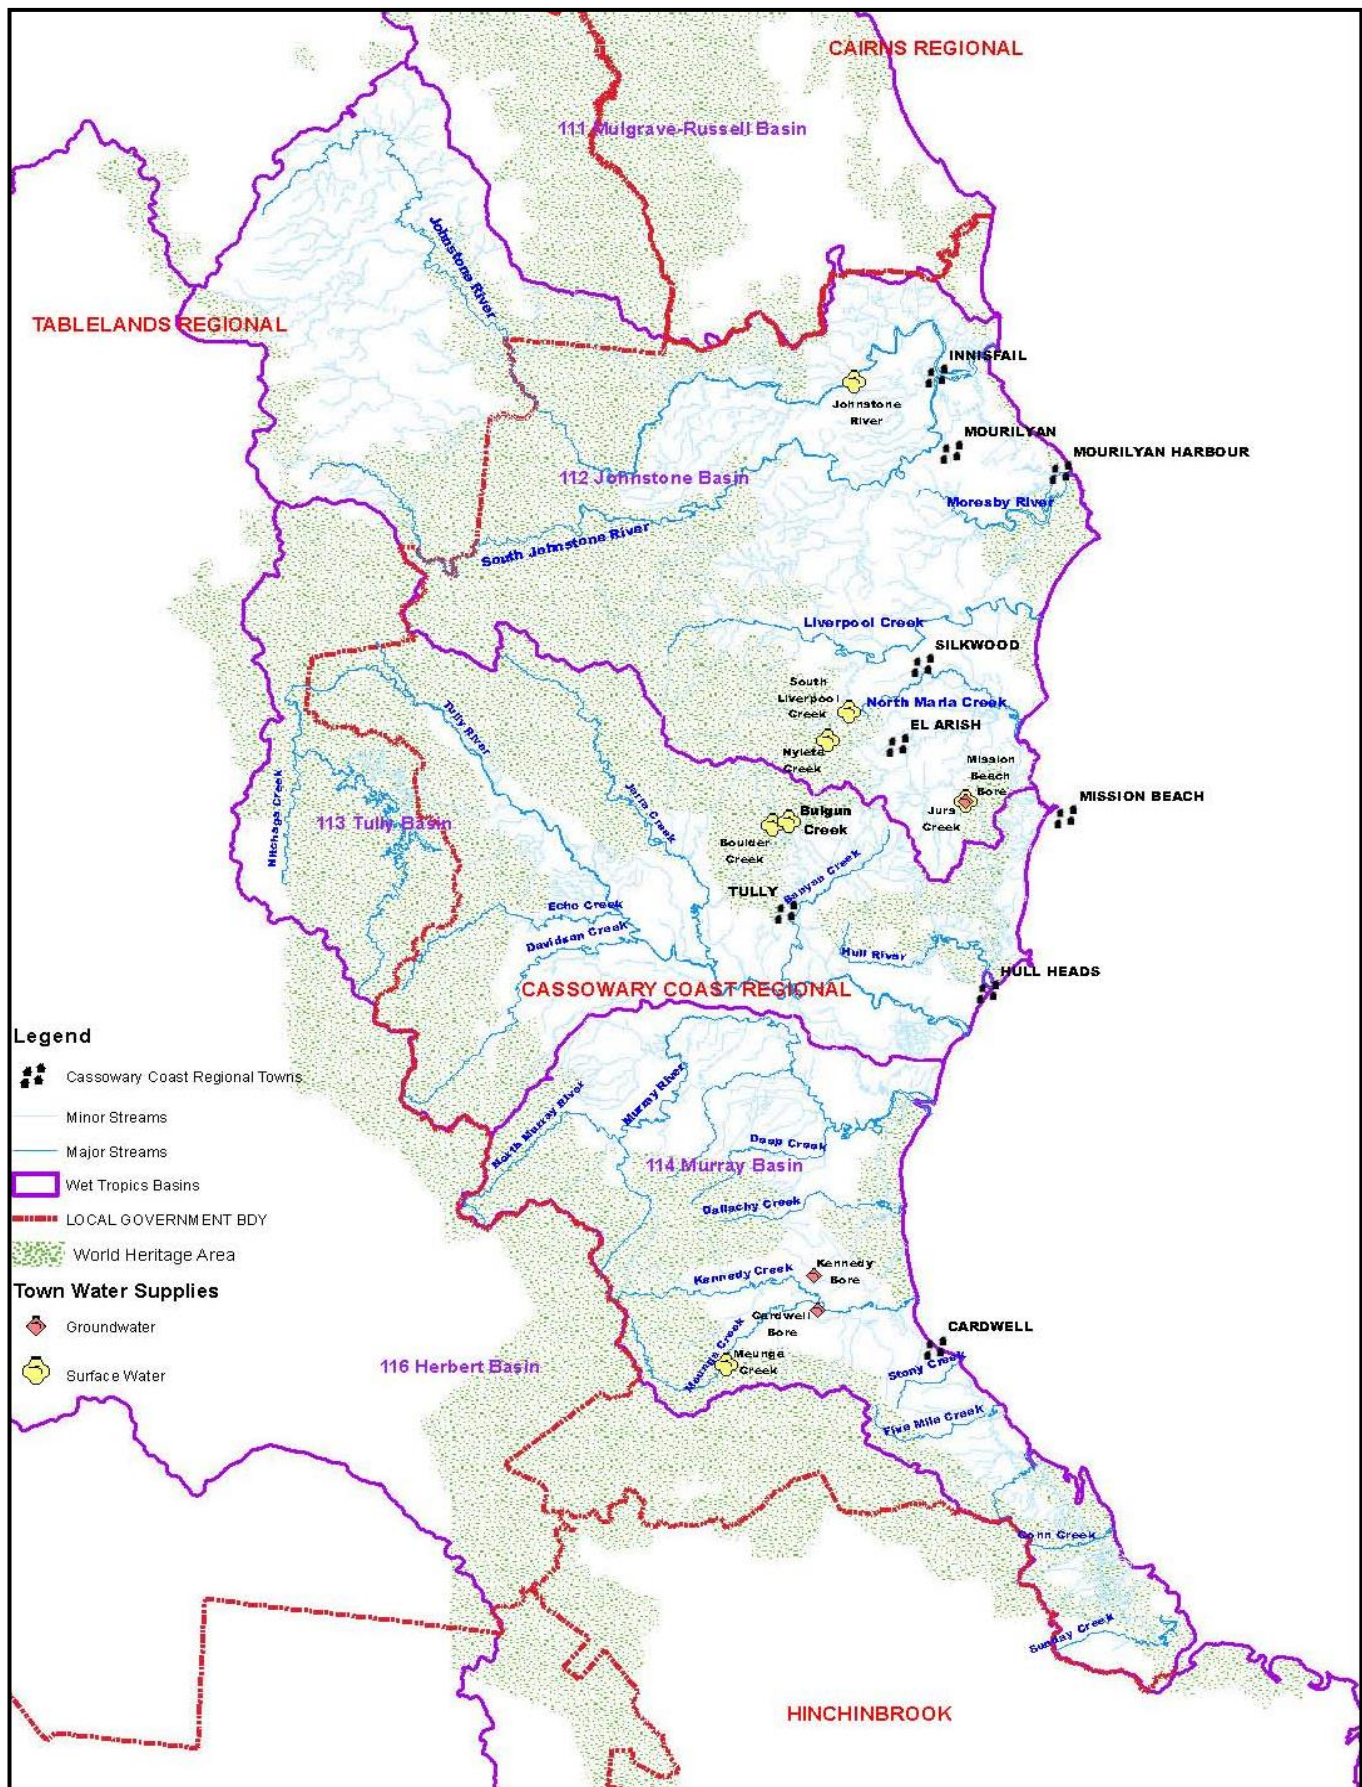 CAIRNS REGIONAL
111 Mulgrave-Russell Basin
Johnstone River
TABLELANDS REGIONAL
INNISFAIL
Johnstone
River
MOURILYAN
MOURILYAN HARBOUR
112 Johnstone Basin
Moresby River
South Johnstone River
Liverpool Creek
SILKWOOD
South
Liverpool
Creek
North Maria Creek
Tully River
EL ARISH
Nyleta
Creek
Mission
Beach
Bore
Jarra Creek
Nitchaga Creek
MISSION BEACH
Jurs
Creek
113 Tully Basin
Bulgun
Creek
Boulder
Creek
Banyan Creek
TULLY
Echo Creek
Davidson Creek
Hull River
HULL HEADS
CASSOWARY COAST REGIONAL
Legend
Cassowary Coast Regional Towns
Minor Streams
Major Streams
Wet Tropics Basins
LOCAL GOVERNMENT BDY
World Heritage Area
Town Water Supplies
Groundwater
Surface Water
North Murray River
Murray River
Deep Creek
114 Murray Basin
Dallachy Creek
Kennedy Creek
Kennedy
Bore
Cardwell
Bore
CARDWELL
Meunga Creek
Meunga
Creek
Stony Creek
116 Herbert Basin
Five Mile Creek
Conn Creek
Sunday Creek
HINCHINBROOK